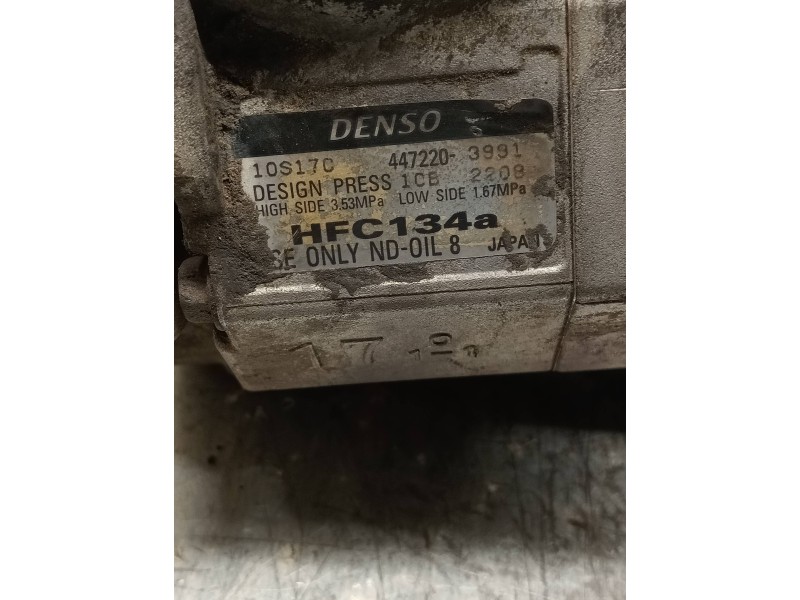 DENSO
10S17C 447220-3991
DESIGN PRESS 1CB 2208
HIGH SIDE 3.53MPa LOW SIDE 1.67MPa
HFC134a
SE ONLY ND-OIL 8 JAPAN
17